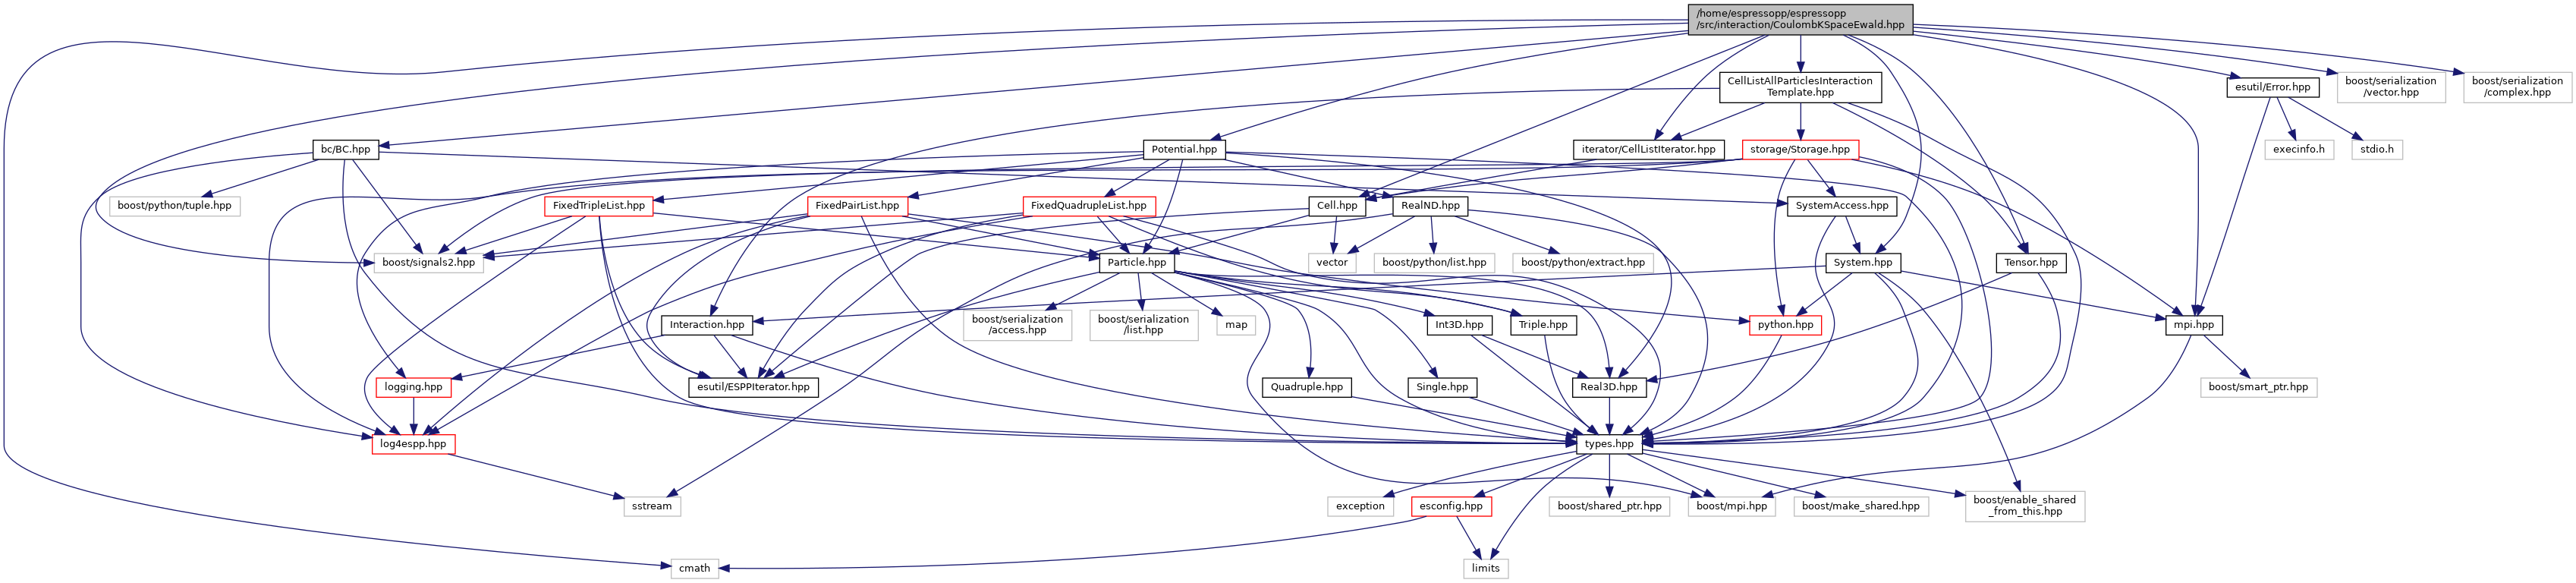 /home/espressopp/espressopp
/src/interaction/CoulombKSpaceEwald.hpp
CellListAllParticlesInteraction
Template.hpp
esutil/Error.hpp
boost/serialization
/vector.hpp
boost/serialization
/complex.hpp
bc/BC.hpp
Potential.hpp
iterator/CellListIterator.hpp
storage/Storage.hpp
execinfo.h
stdio.h
boost/python/tuple.hpp
FixedTripleList.hpp
FixedPairList.hpp
FixedQuadrupleList.hpp
Cell.hpp
RealND.hpp
SystemAccess.hpp
boost/signals2.hpp
Particle.hpp
vector
boost/python/list.hpp
boost/python/extract.hpp
System.hpp
Tensor.hpp
Interaction.hpp
boost/serialization
/access.hpp
boost/serialization
/list.hpp
map
Int3D.hpp
Triple.hpp
python.hpp
mpi.hpp
logging.hpp
esutil/ESPPIterator.hpp
Quadruple.hpp
Single.hpp
Real3D.hpp
boost/smart_ptr.hpp
log4espp.hpp
types.hpp
sstream
exception
esconfig.hpp
boost/shared_ptr.hpp
boost/mpi.hpp
boost/make_shared.hpp
boost/enable_shared
_from_this.hpp
cmath
limits